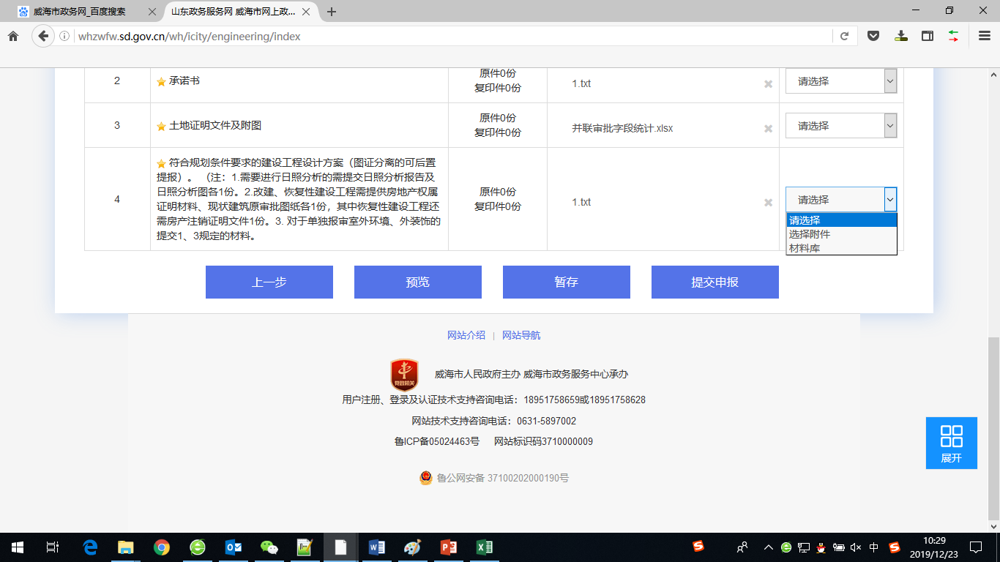 威海市政务网_百度搜索
山东政务服务网 威海市网上政...
whzwfw.sd.gov.cn/wh/icity/engineering/index
2
承诺书
原件0份
复印件0份
1.txt
请选择
3
土地证明文件及附图
原件0份
复印件0份
并联审批字段统计.xlsx
请选择
4
符合规划条件要求的建设工程设计方案（图证分离的可后置
提报）。 （注：1.需要进行日照分析的需提交日照分析报告及
日照分析图各1份。2.改建、恢复性建设工程需提供房地产权属
证明材料、现状建筑原审批图纸各1份，其中恢复性建设工程还
需房产注销证明文件1份。3. 对于单独报审室外环境、外装饰的
提交1、3规定的材料。
原件0份
复印件0份
1.txt
请选择
请选择
选择附件
材料库
上一步
预览
暂存
提交申报
网站介绍 | 网站导航
党政机关
威海市人民政府主办 威海市政务服务中心承办
用户注册、登录及认证技术支持咨询电话：18951758659或18951758628
网站技术支持咨询电话：0631-5897002
鲁ICP备05024463号 网站标识码3710000009
鲁公网安备 37100202000190号
展开
中
10:29
2019/12/23